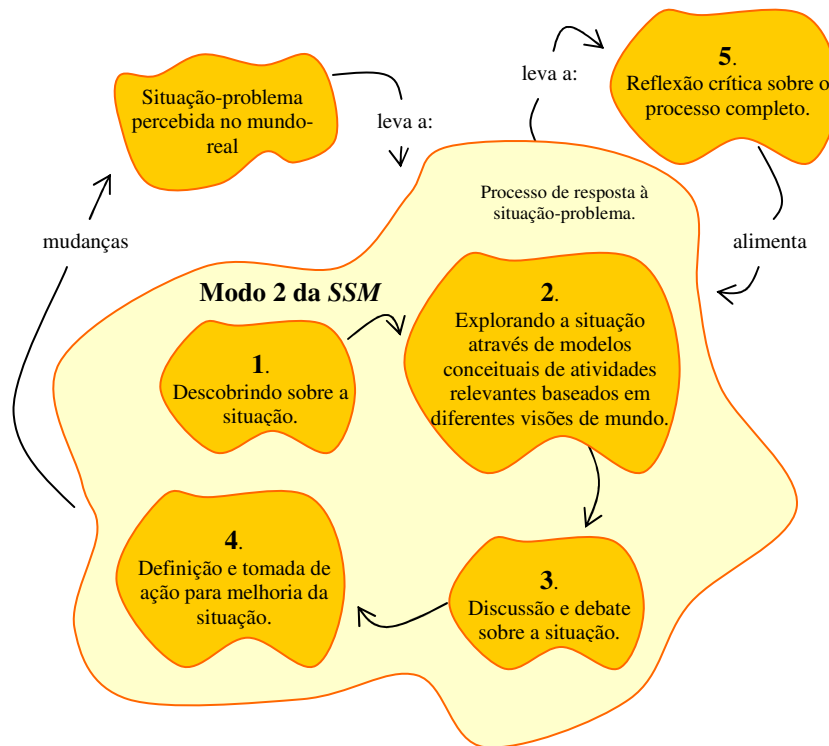 Situação-problema
percebida no mundo-
real
leva a:
leva a:
5.
Reflexão crítica sobre o
processo completo.
Processo de resposta à
situação-problema.
mudanças
alimenta
Modo 2 da SSM
1.
Descobrindo sobre a
situação.
2.
Explorando a situação
através de modelos
conceituais de atividades
relevantes baseados em
diferentes visões de mundo.
3.
Discussão e debate
sobre a situação.
4.
Definição e tomada de
ação para melhoria da
situação.